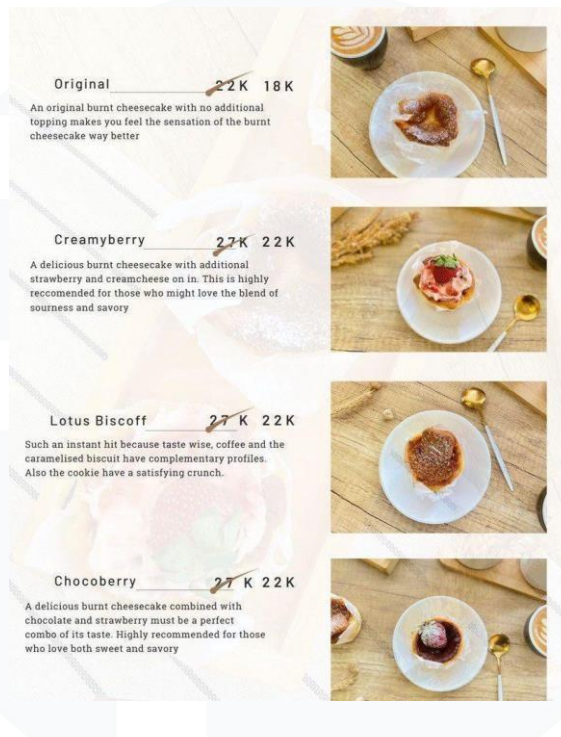 Original 22K 18K
An original burnt cheesecake with no additional
topping makes you feel the sensation of the burnt
cheesecake way better
Creamyberry 27K 22K
A delicious burnt cheesecake with additional
strawberry and creamcheese on in. This is highly
reccomended for those who might love the blend of
sourness and savory
Lotus Biscoff 27 K 22K
Such an instant hit because taste wise, coffee and the
caramelised biscuit have complementary profiles.
Also the cookie have a satisfying crunch.
Chocoberry 27 K 22K
A delicious burnt cheesecake combined with
chocolate and strawberry must be a perfect
combo of its taste. Highly recommended for those
who love both sweet and savory